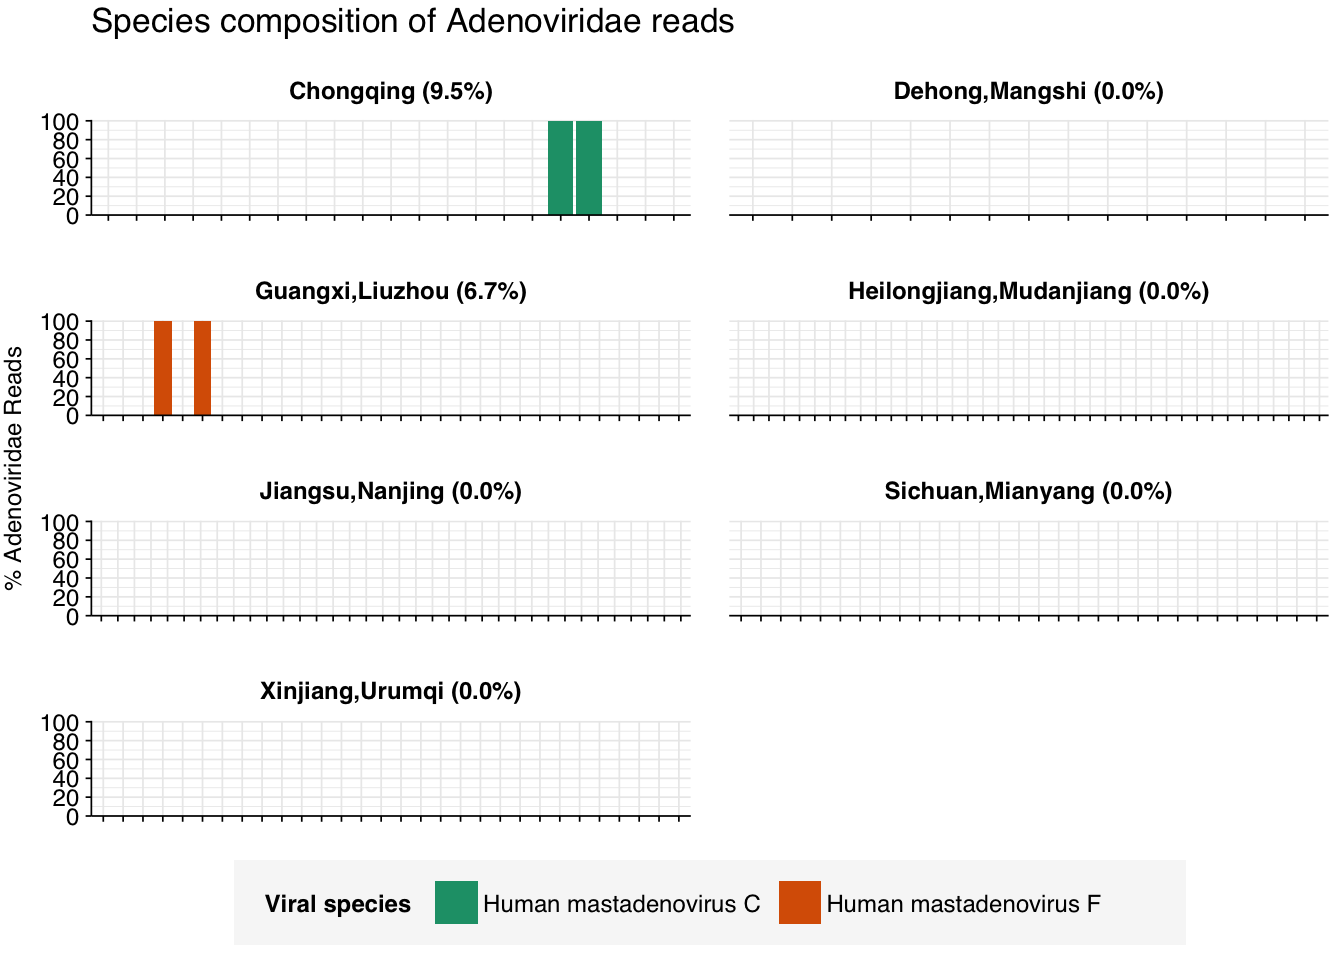 Species composition of Adenoviridae reads
Chongqing (9.5%)
Dehong,Mangshi (0.0%)
100
80
60
40
20
0
Guangxi,Liuzhou (6.7%)
Heilongjiang,Mudanjiang (0.0%)
100
80
60
40
20
0
% Adenoviridae Reads
Jiangsu,Nanjing (0.0%)
Sichuan,Mianyang (0.0%)
100
80
60
40
20
0
Xinjiang,Urumqi (0.0%)
100
80
60
40
20
0
Viral species Human mastadenovirus C Human mastadenovirus F